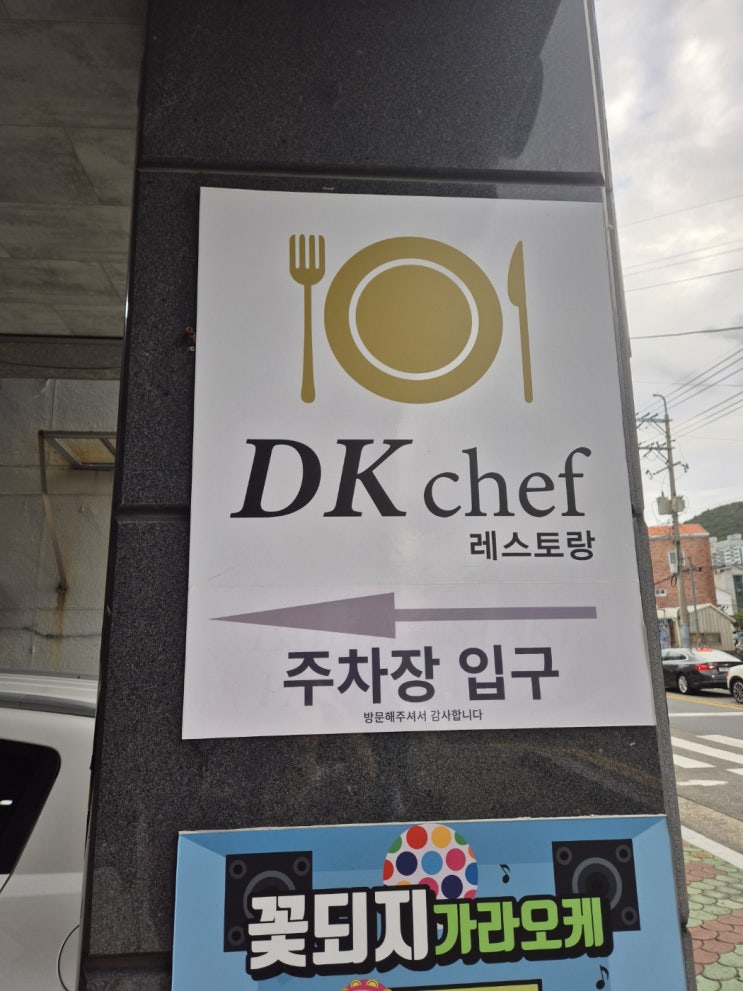 DK chef
레스토랑
주차장 입구
방문해주셔서 감사합니다
꽃되지가라오케